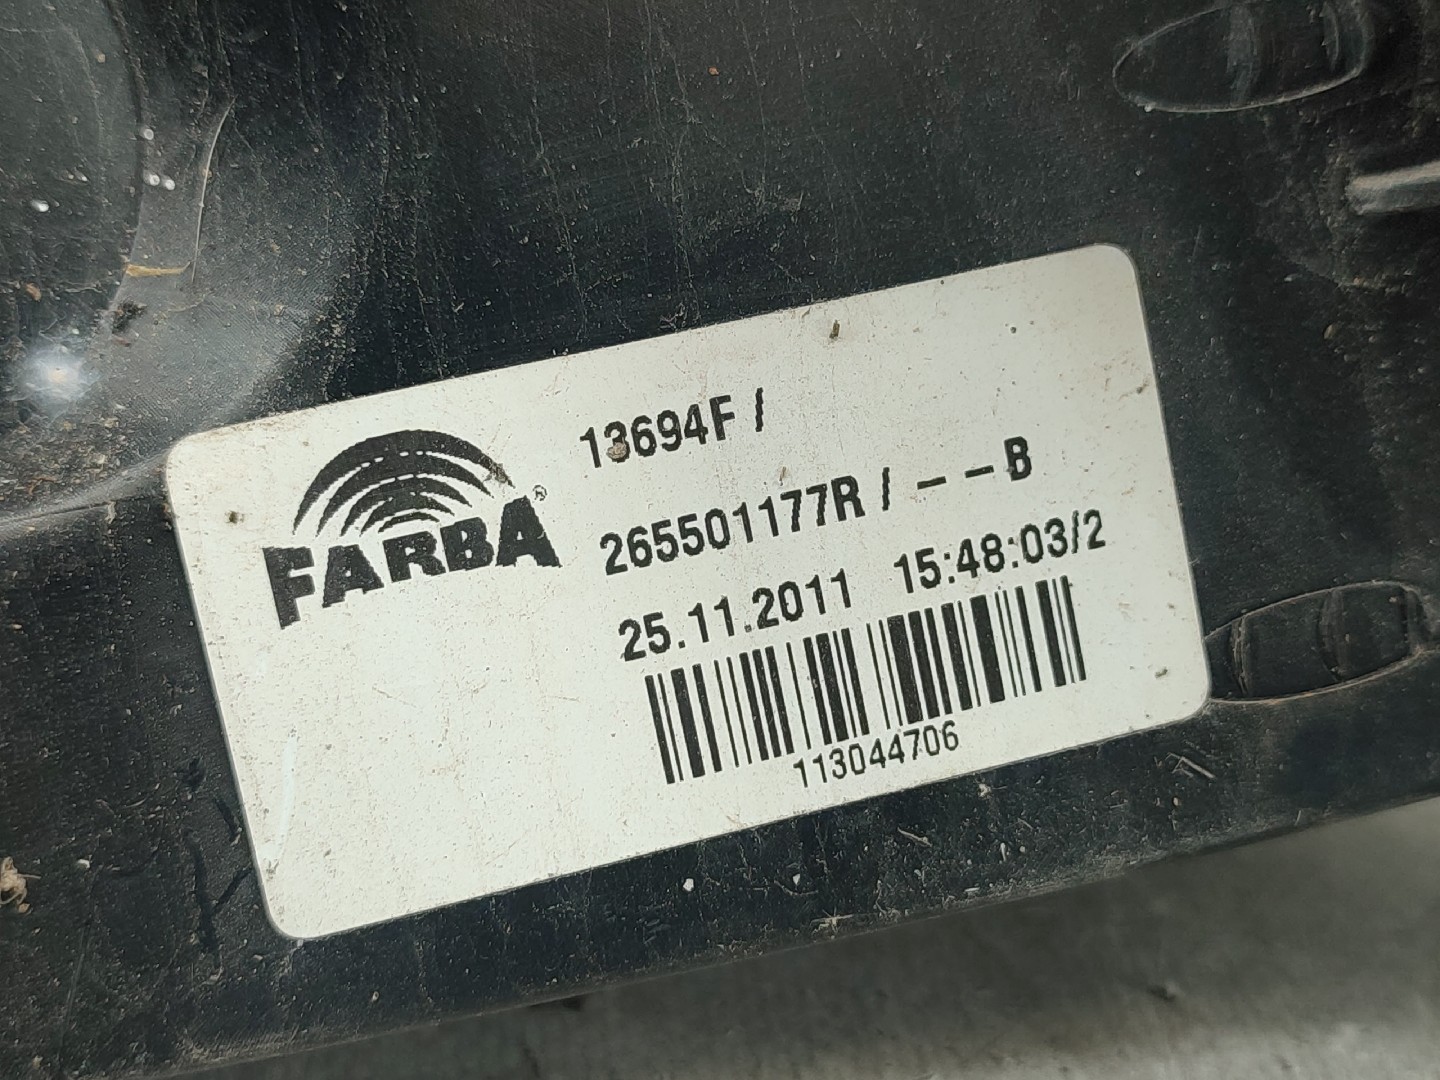 FARBA®
13694F /
265501177R / - - B
25.11.2011 15:48:03/2
113044706